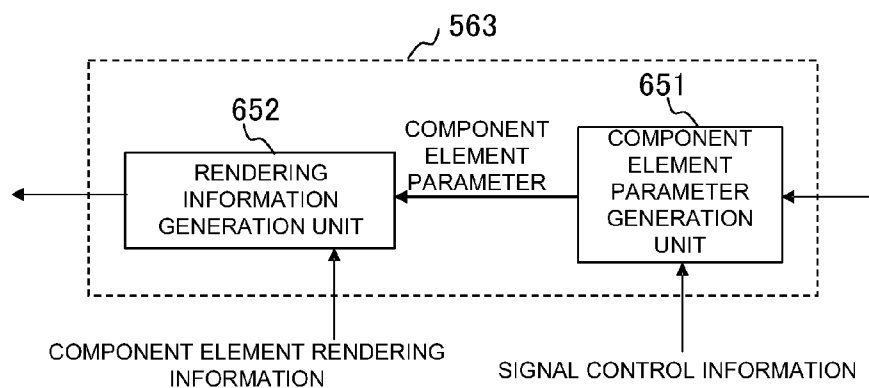 563
652
RENDERING
INFORMATION
GENERATION UNIT
COMPONENT
ELEMENT
PARAMETER
651
COMPONENT
ELEMENT
PARAMETER
GENERATION
UNIT
COMPONENT ELEMENT RENDERING
INFORMATION
SIGNAL CONTROL INFORMATION